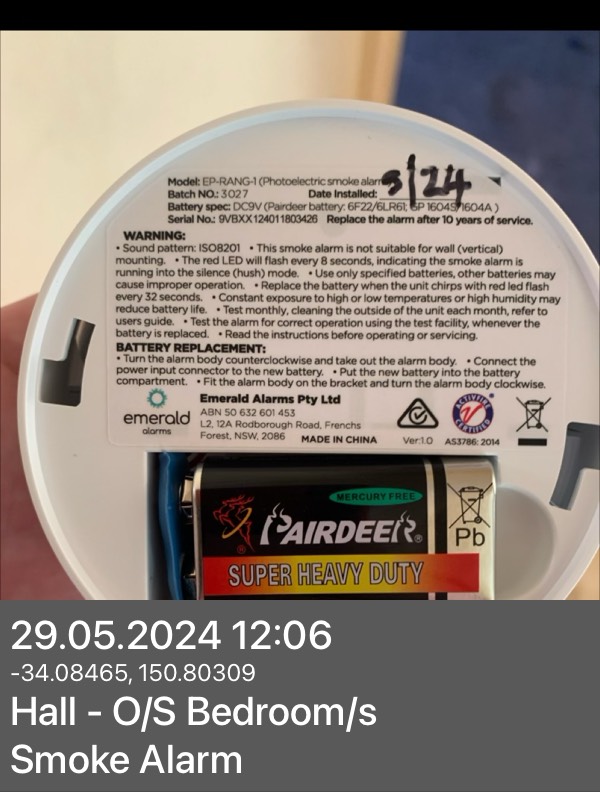 Model: EP-RANG-1 (Photoelectric smoke alarm
Batch NO.: 3027 Date Installed: 5/24
Battery spec: DC9V (Pairdeer battery: 6F22/6LR61; GP 1604S/1604A )
Serial No.: 9VBXX124011803426 Replace the alarm after 10 years of service.
WARNING:
• Sound pattern: ISO8201 • This smoke alarm is not suitable for wall (vertical)
mounting. • The red LED will flash every 8 seconds, indicating the smoke alarm is
running into the silence (hush) mode. • Use only specified batteries, other batteries may
cause improper operation. • Replace the battery when the unit chirps with red led flash
every 32 seconds. • Constant exposure to high or low temperatures or high humidity may
reduce battery life. • Test monthly, cleaning the outside of the unit each month, refer to
users guide. • Test the alarm for correct operation using the test facility, whenever the
battery is replaced. • Read the instructions before operating or servicing.
BATTERY REPLACEMENT:
• Turn the alarm body counterclockwise and take out the alarm body. • Connect the
power input connector to the new battery. • Put the new battery into the battery
compartment. • Fit the alarm body on the bracket and turn the alarm body clockwise.
emerald
alarms
Emerald Alarms Pty Ltd
ABN 50 632 601 453
L2, 12A Rodborough Road, Frenchs
Forest, NSW, 2086 MADE IN CHINA
ACTIVFIRE
CERTIFIED
Ver:1.0 AS3786: 2014
MERCURY FREE
PAIRDEER®
SUPER HEAVY DUTY
Pb
29.05.2024 12:06
-34.08465, 150.80309
Hall - O/S Bedroom/s
Smoke Alarm